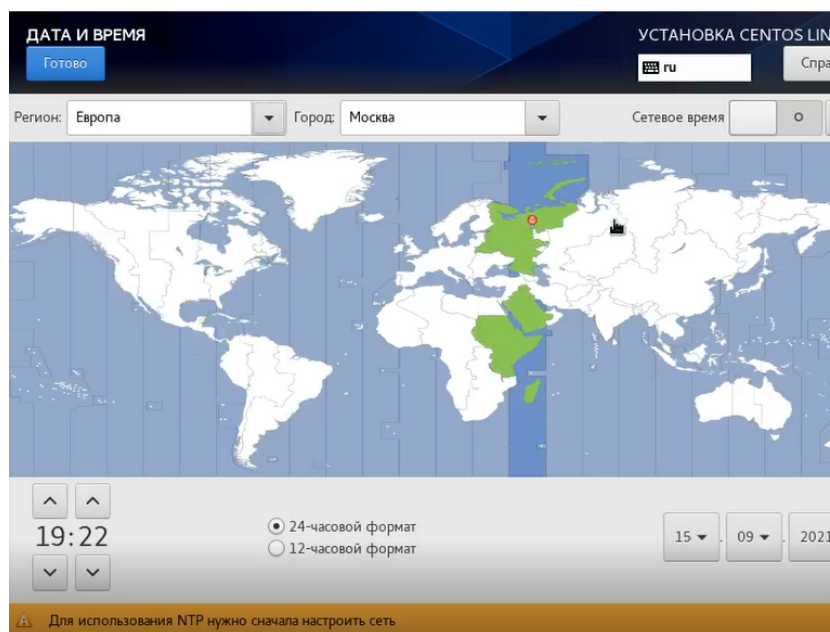 ДАТА И ВРЕМЯ
УСТАНОВКА CENTOS LIN
Готово
ru
Спра
Регион: Европа Город: Москва Сетевое время
19:22
24-часовой формат
12-часовой формат
15 . 09 . 2021
Для использования NTP нужно сначала настроить сеть